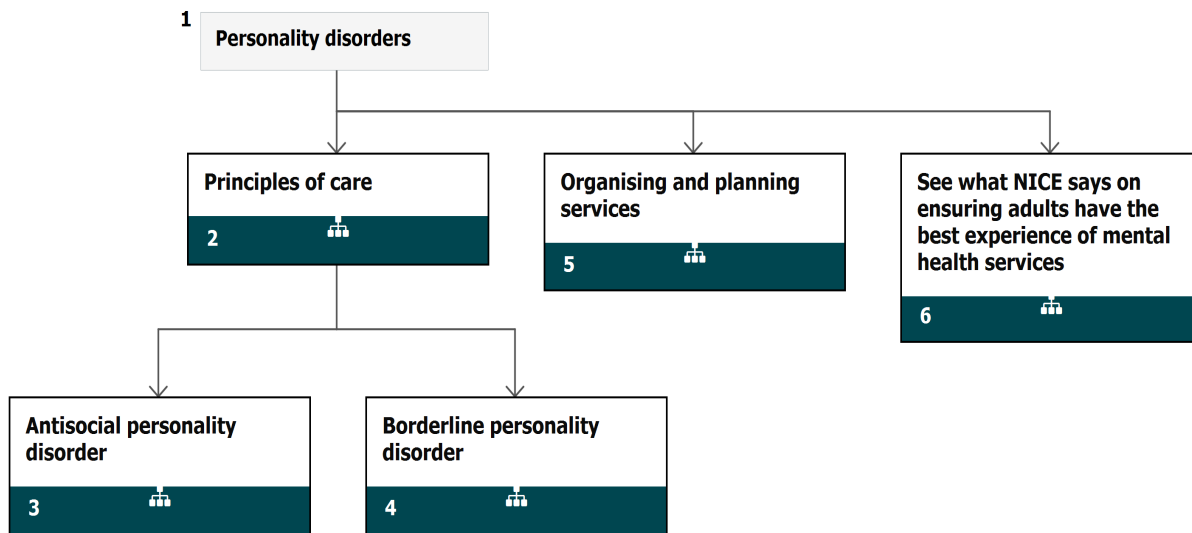 1
Personality disorders
Principles of care
2
Organising and planning
services
5
See what NICE says on
ensuring adults have the
best experience of mental
health services
6
Antisocial personality
disorder
3
Borderline personality
disorder
4